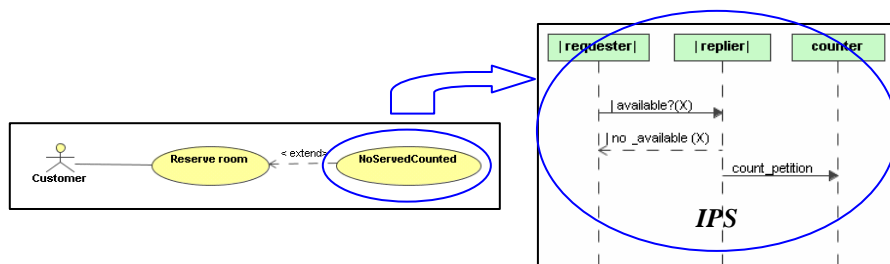 |requester| |replier| counter
| available?(X)
| no _available (X)
count_petition
IPS
Customer
Reserve room
< extend>
NoServedCounted